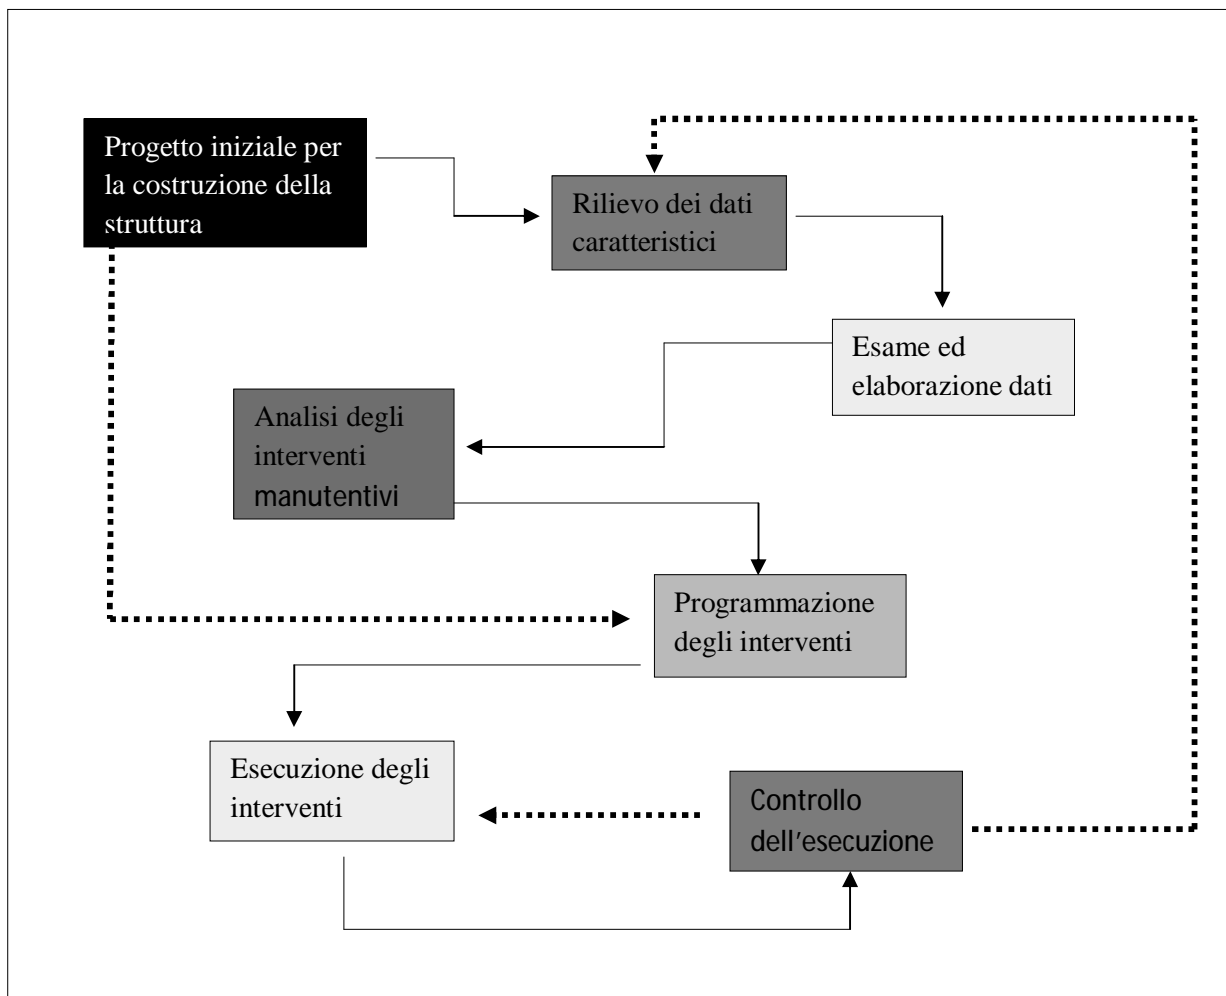 Progetto iniziale per
la costruzione della
struttura
Rilievo dei dati
caratteristici
Esame ed
elaborazione dati
Analisi degli
interventi
manutentivi
Programmazione
degli interventi
Esecuzione degli
interventi
Controllo
dell'esecuzione